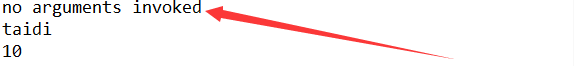 no arguments invoked
taidi
10